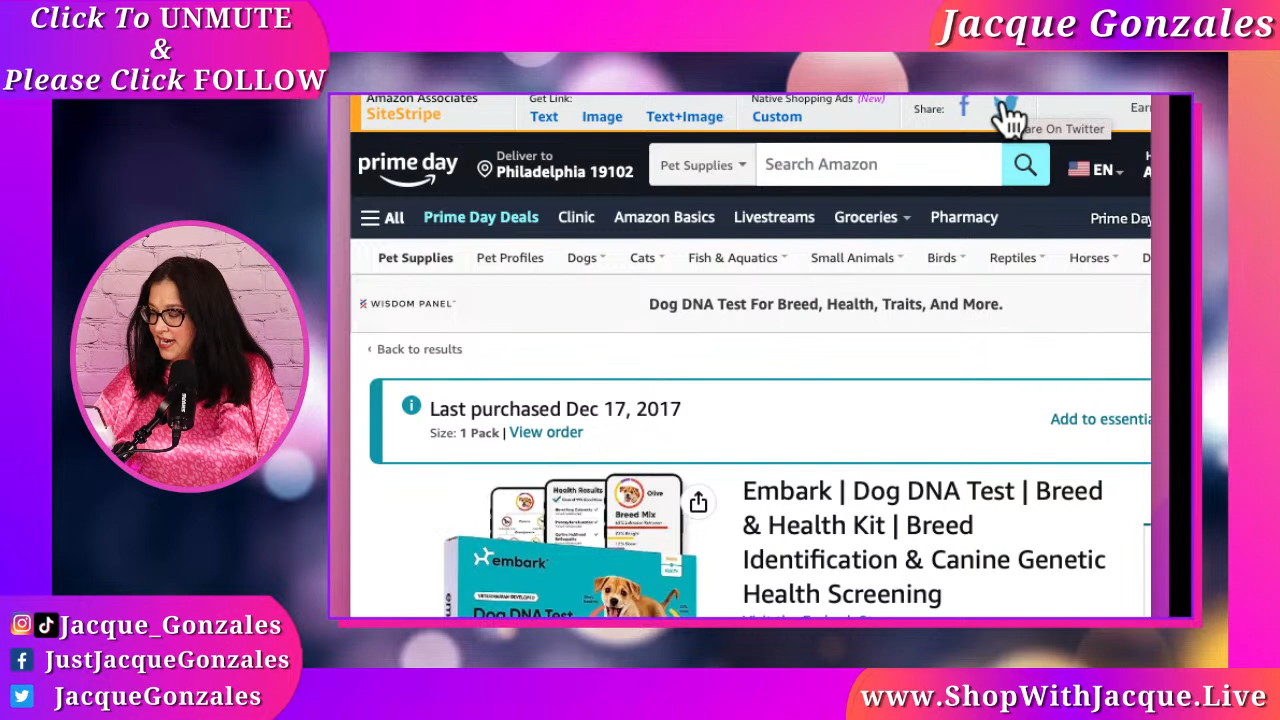 Click To UNMUTE
&
Please Click FOLLOW
Jacque Gonzales
Amazon Associates
SiteStripe
Get Link:
Text Image Text+Image
Native Shopping Ads (New)
Custom
Share:
Ear
are On Twitter
prime day
Deliver to
Philadelphia 19102
Pet Supplies
Search Amazon
EN
All Prime Day Deals Clinic Amazon Basics Livestreams Groceries Pharmacy Prime Day
Pet Supplies Pet Profiles Dogs Cats Fish & Aquatics Small Animals Birds Reptiles Horses D
WISDOM PANEL
Dog DNA Test For Breed, Health, Traits, And More.
‹ Back to results
Last purchased Dec 17, 2017
Size: 1 Pack | View order
Add to essentia
Health Results
Olive
Breed Mix
embark
Dog DNA Test
Embark | Dog DNA Test | Breed
& Health Kit | Breed
Identification & Canine Genetic
Health Screening
Jacque_Gonzales
JustJacqueGonzales
JacqueGonzales
www.ShopWithJacque.Live